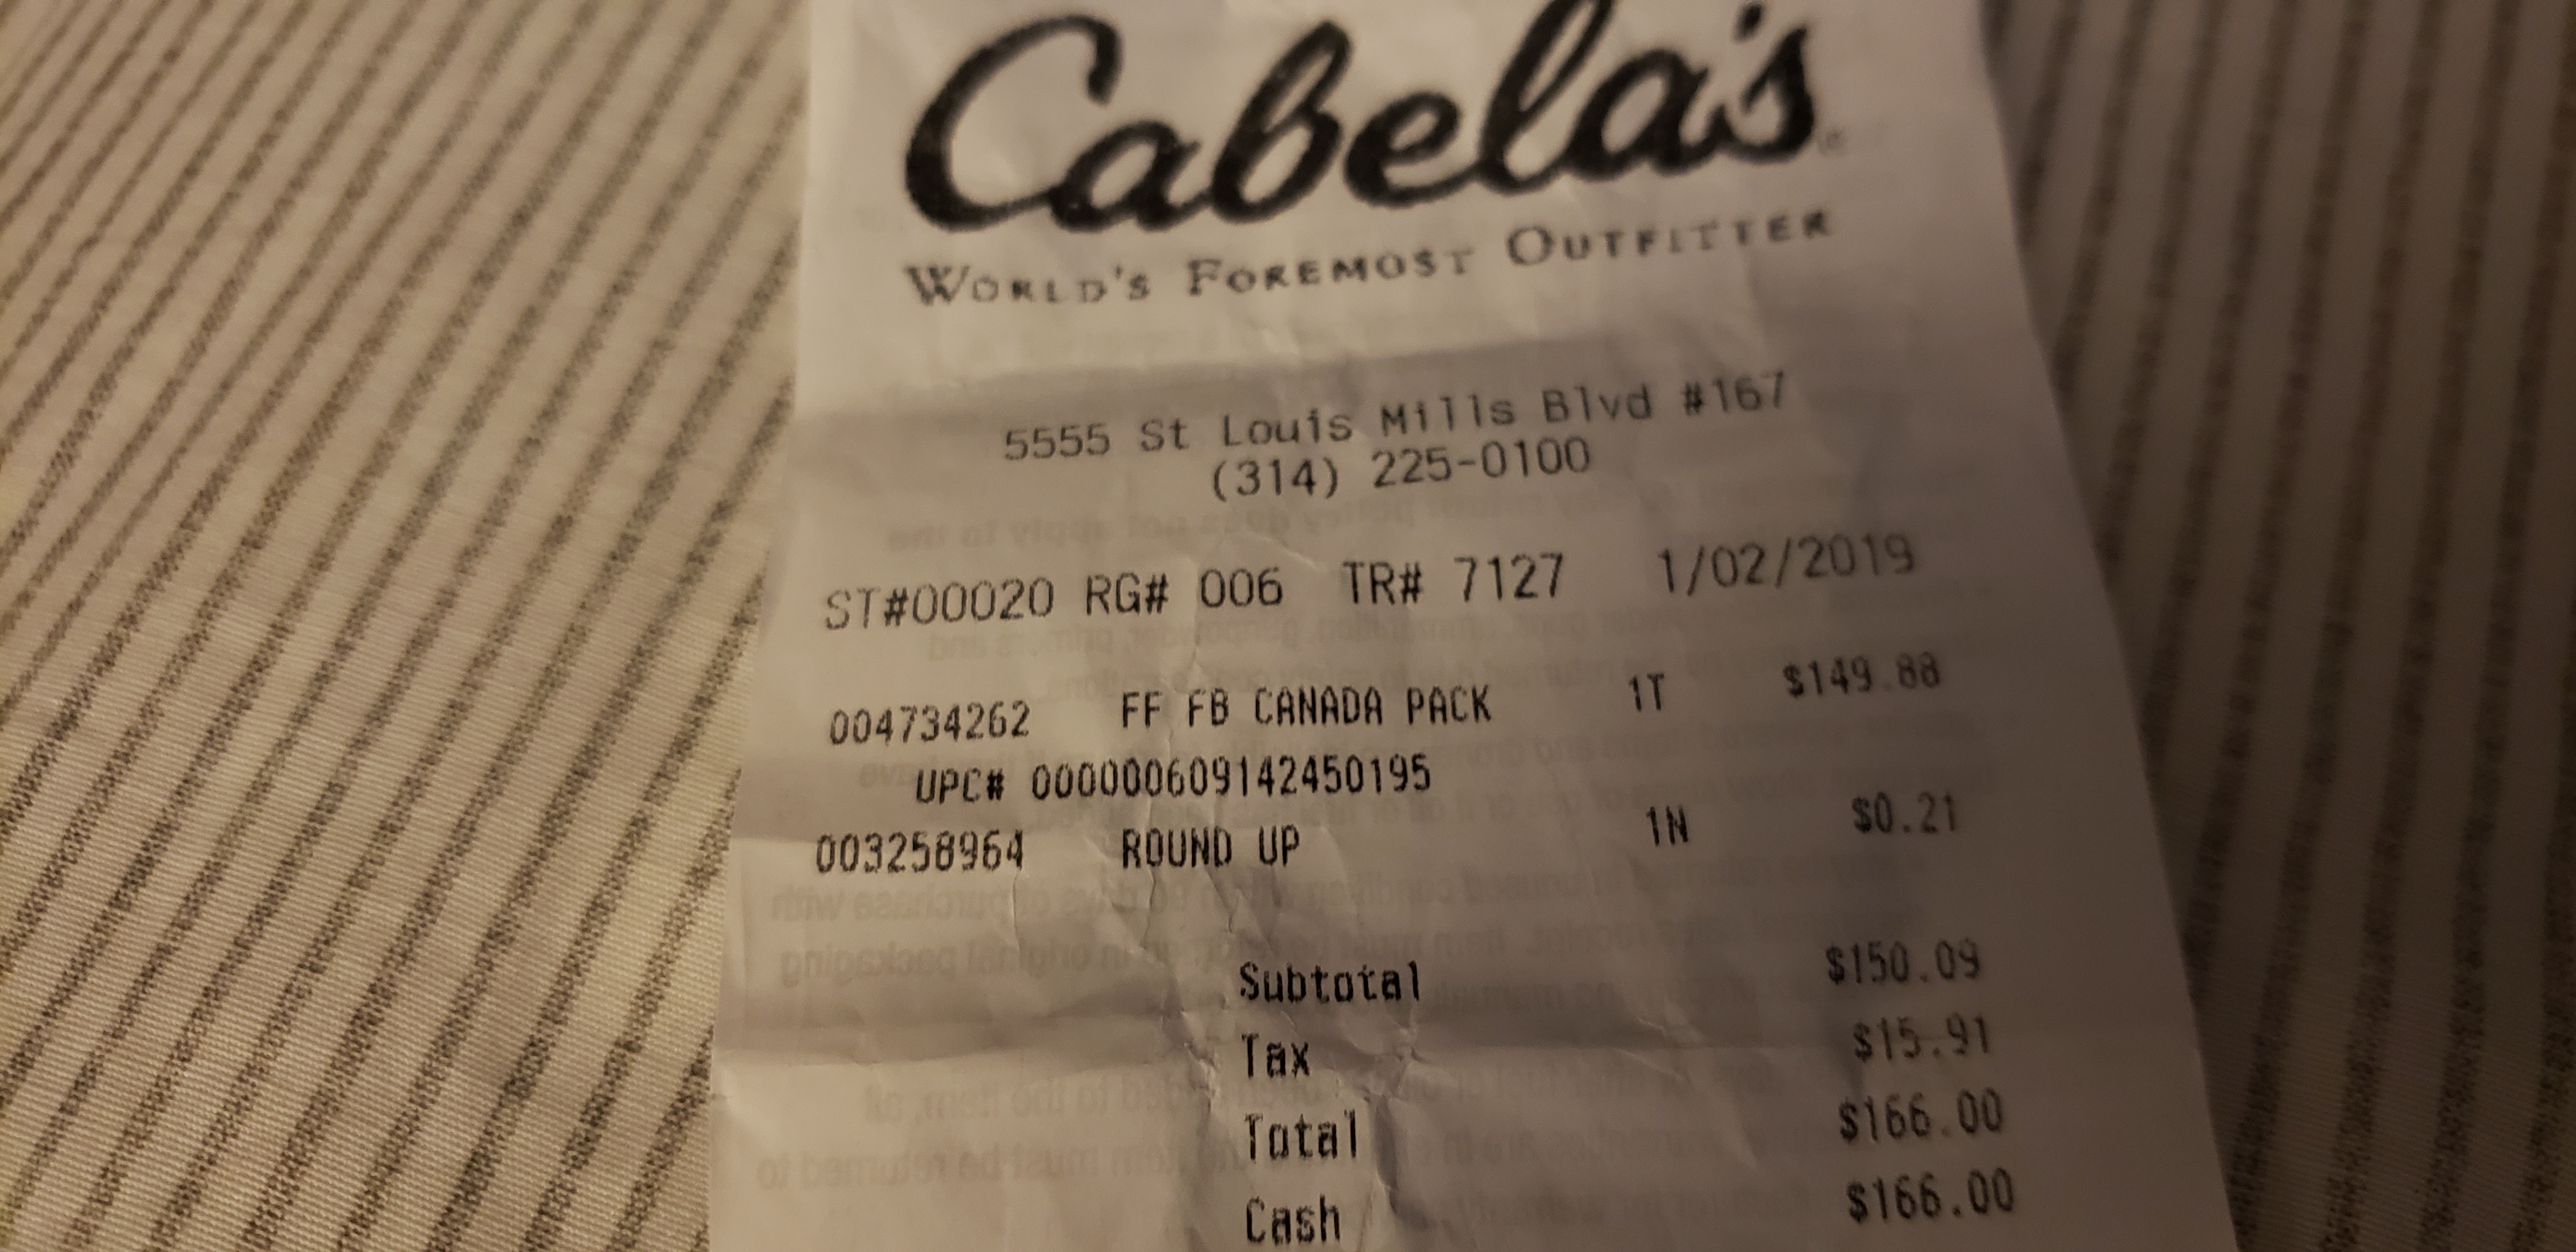 Cabela's
WORLD'S FOREMOST OUTFITTER
5555 St Louis Mills Blvd #167
(314) 225-0100
ST#00020 RG# 006 TR# 7127 1/02/2019
004734262 FF FB CANADA PACK 1T $149.88
UPC# 000000609142450195
003258964 ROUND UP 1N $0.21
Subtotal $150.09
Tax $15.91
Total $166.00
Cash $166.00